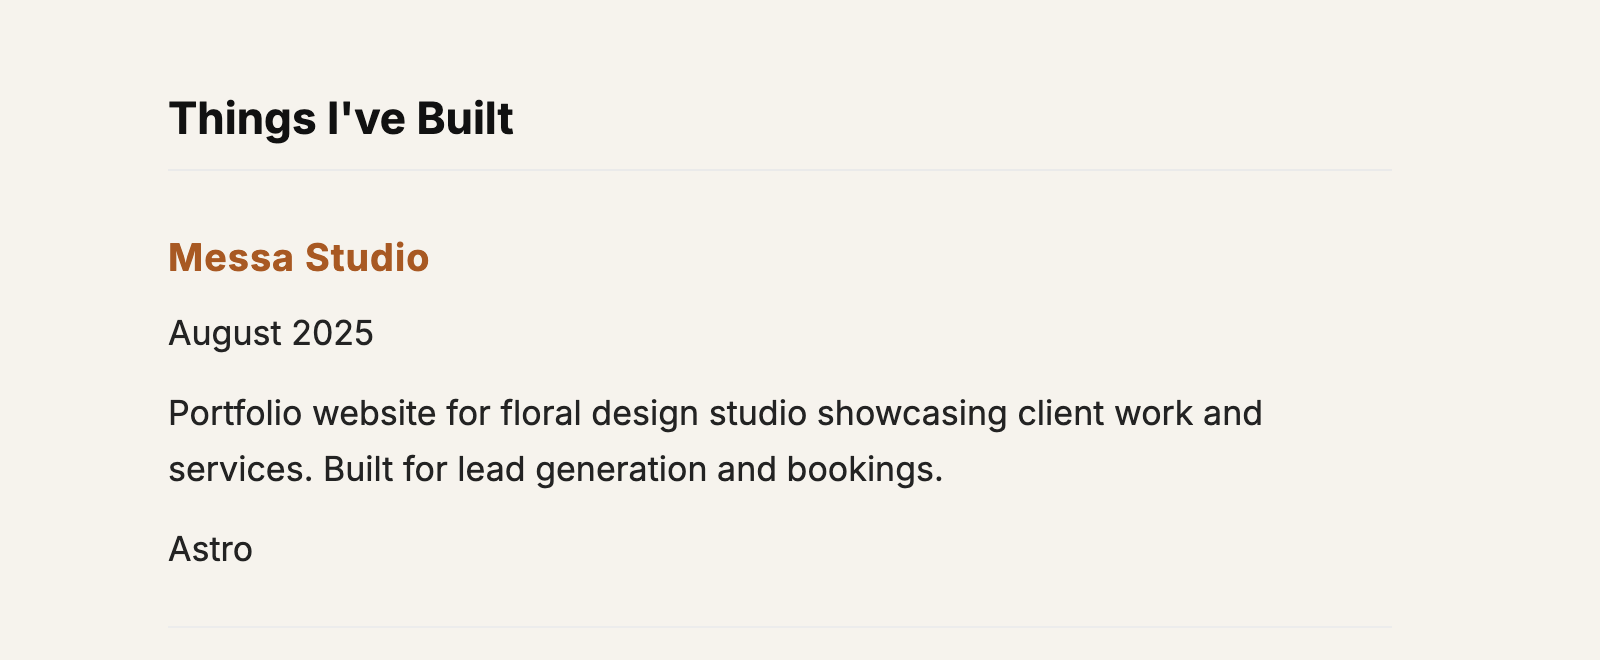 Things I've Built
Messa Studio
August 2025
Portfolio website for floral design studio showcasing client work and
services. Built for lead generation and bookings.
Astro